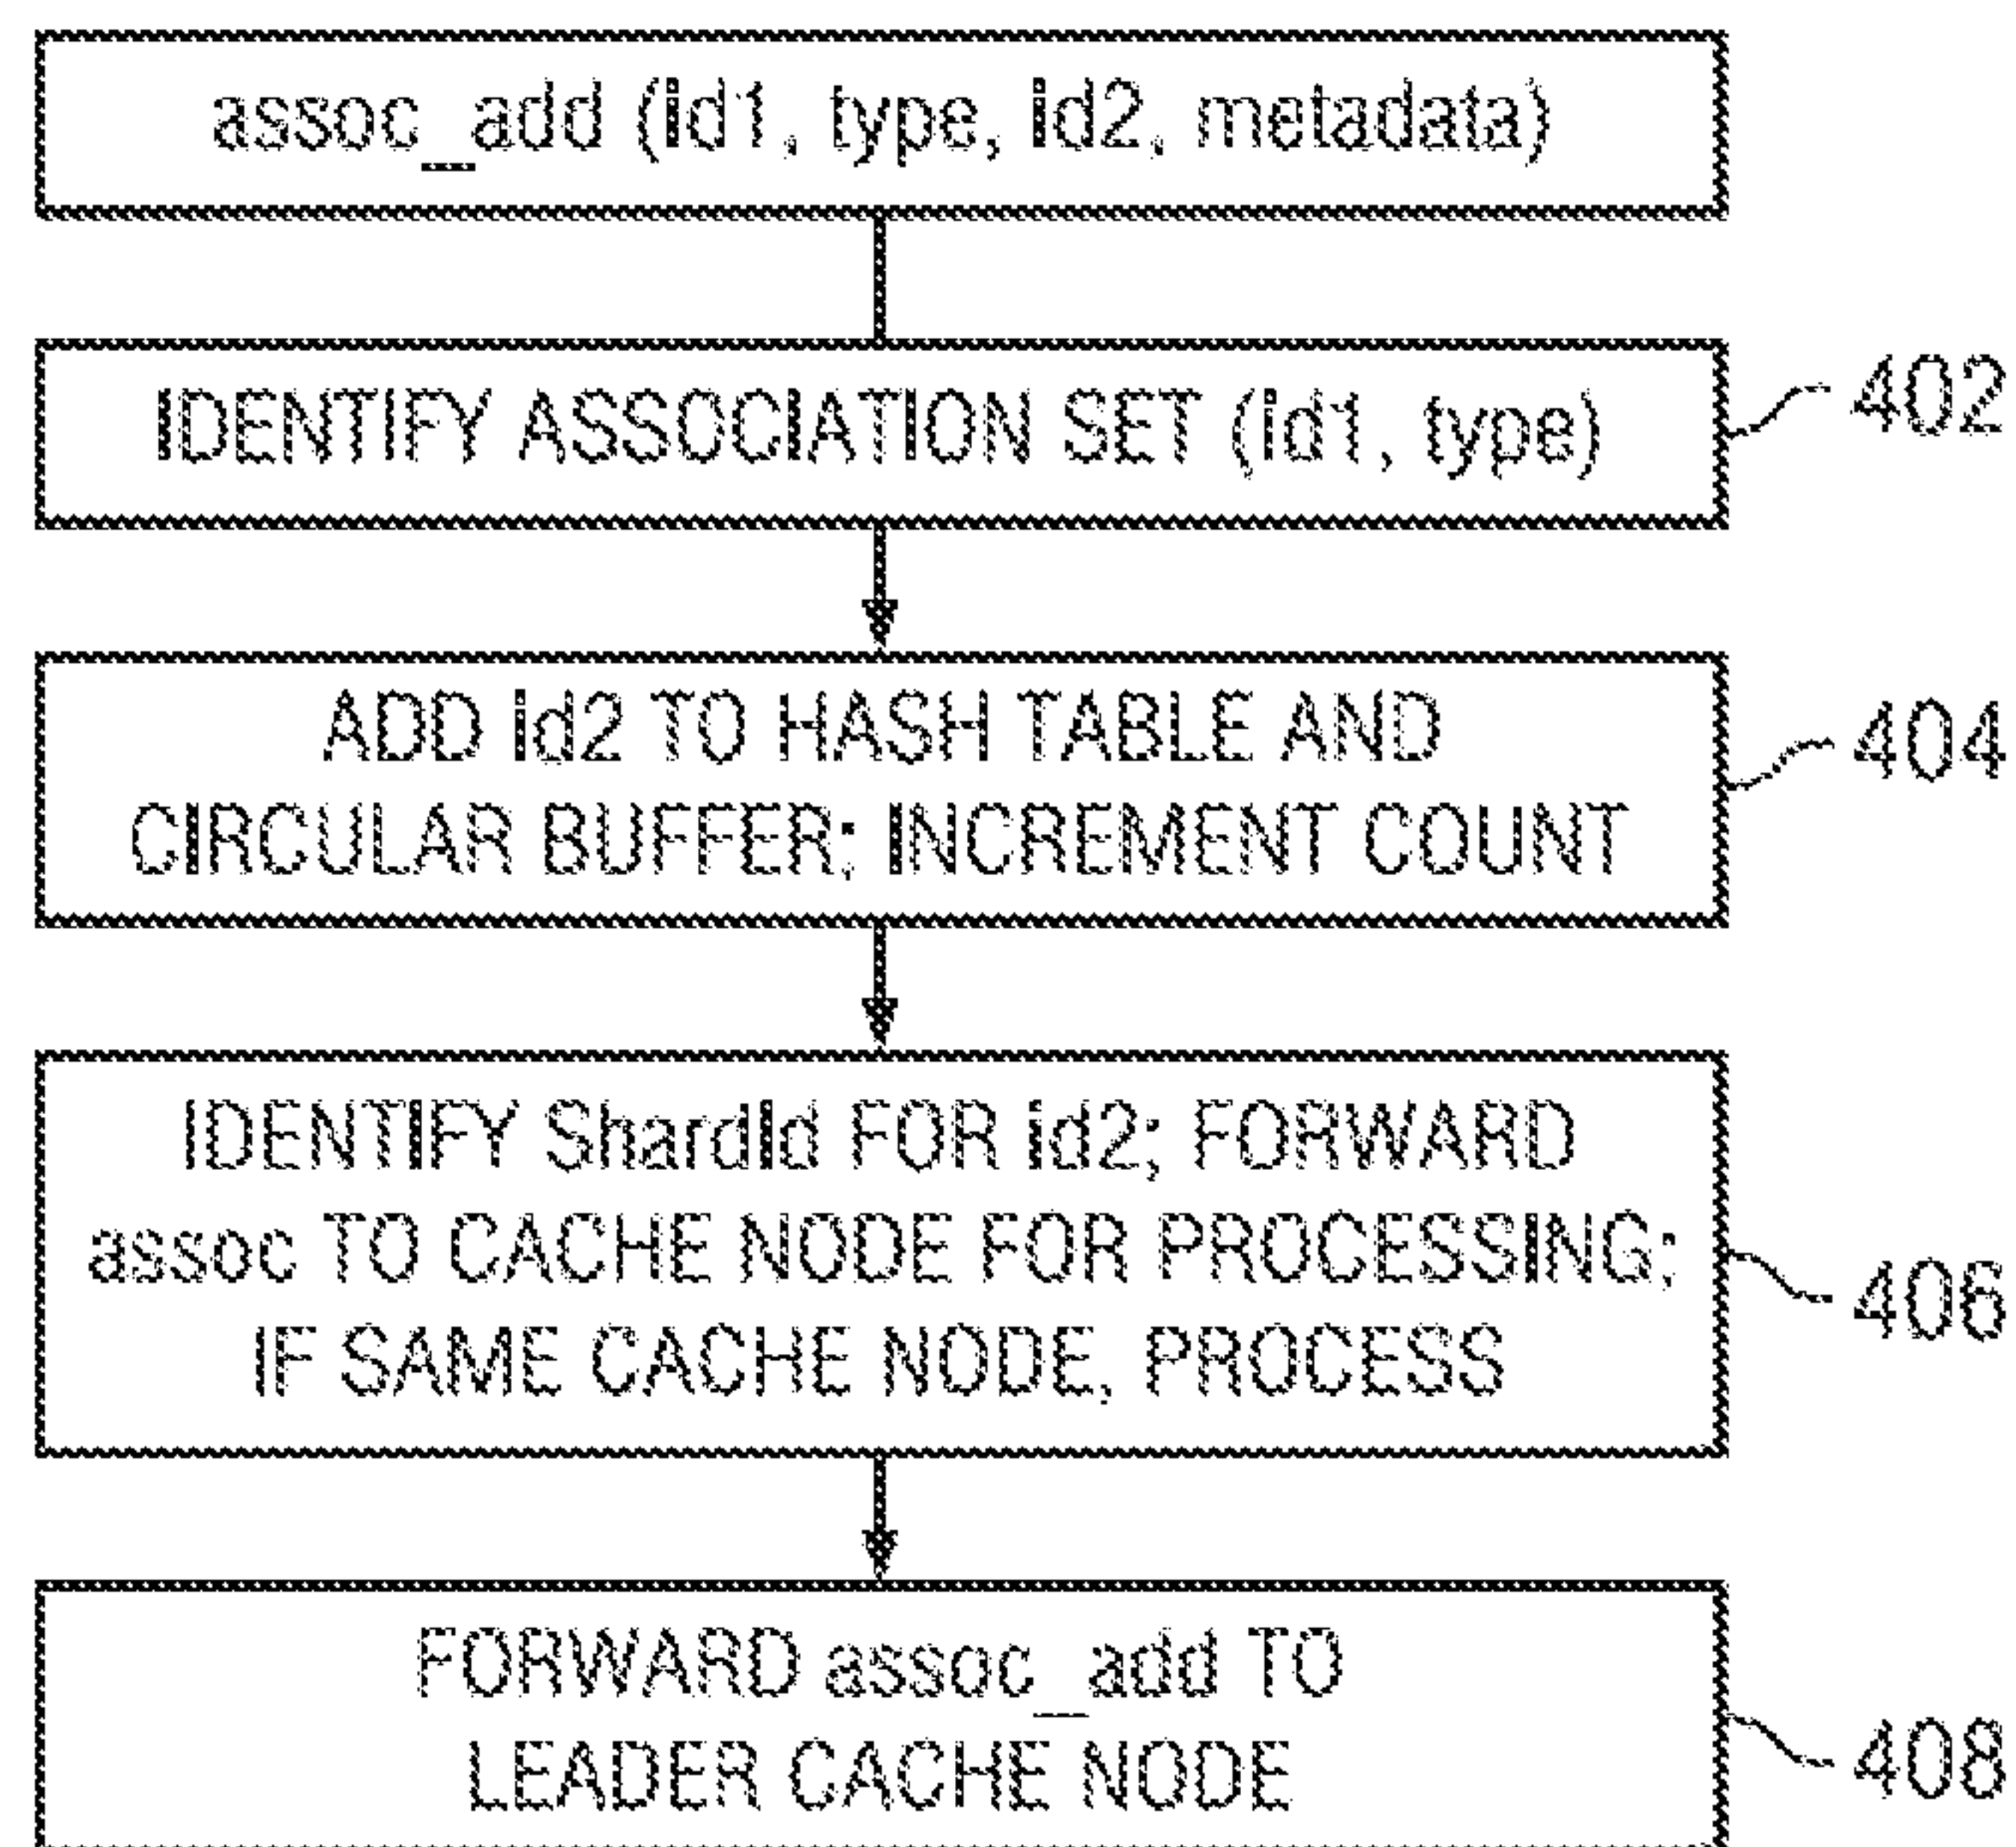 assoc_add (id1, type, id2, metadata)
IDENTIFY ASSOCIATION SET (id1, type)
402
ADD id2 TO HASH TABLE AND
CIRCULAR BUFFER; INCREMENT COUNT
404
IDENTIFY ShardId FOR id2; FORWARD
assoc TO CACHE NODE FOR PROCESSING;
IF SAME CACHE NODE, PROCESS
406
FORWARD assoc_add TO
LEADER CACHE NODE
408